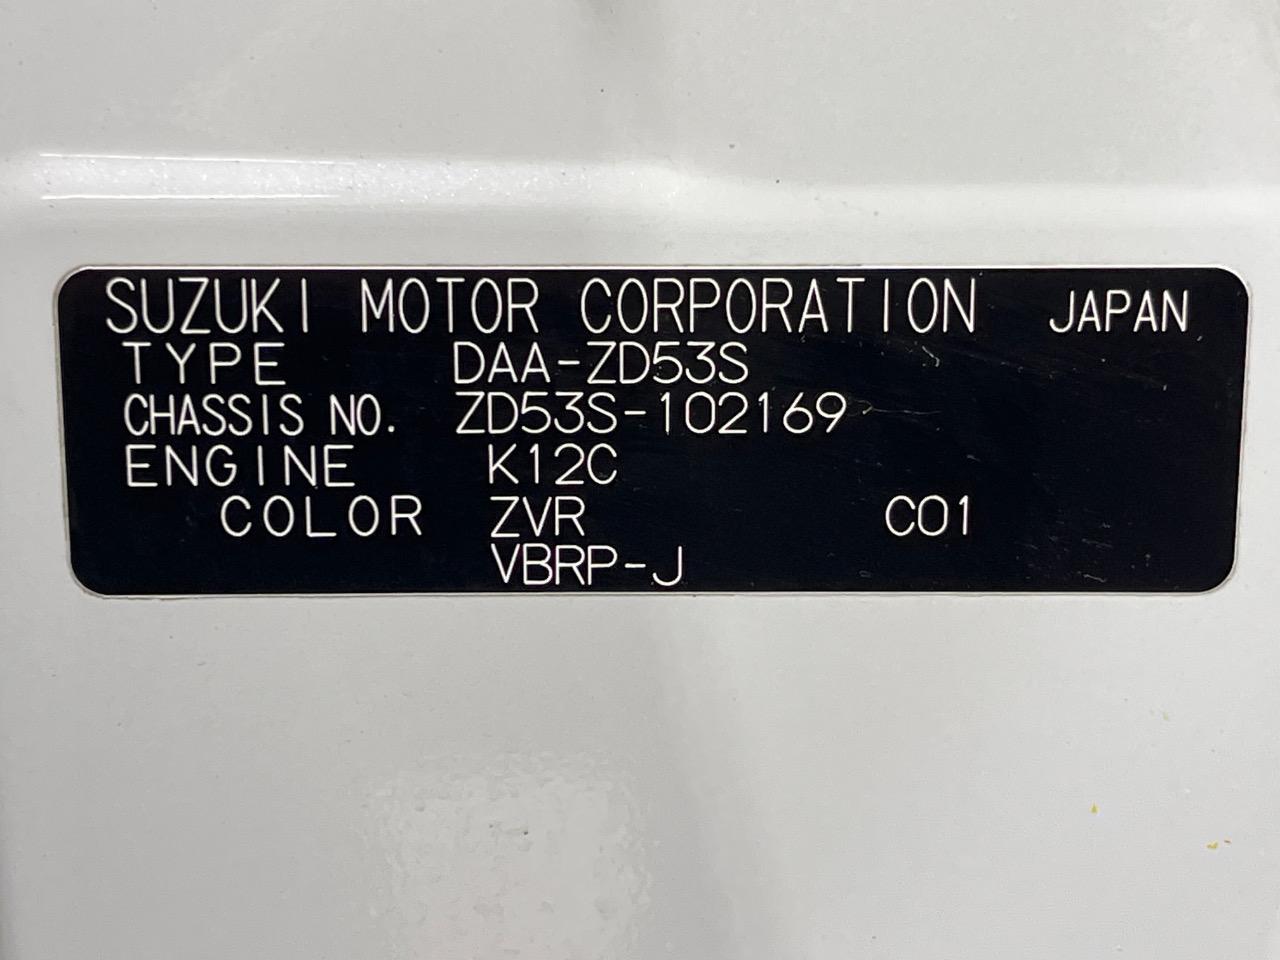 SUZUKI MOTOR CORPORATION JAPAN
TYPE DAA-ZD53S
CHASSIS NO. ZD53S-102169
ENGINE K12C
COLOR ZVR C01
VBRP-J